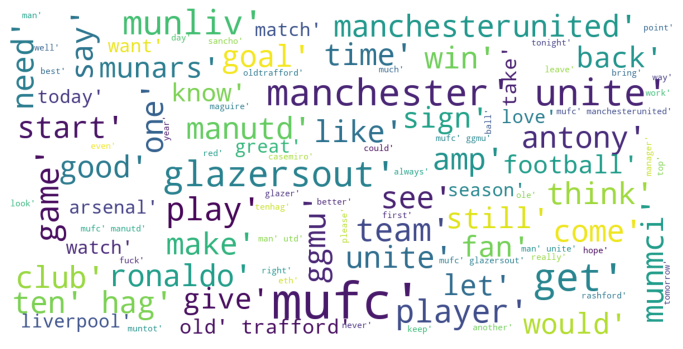 man'
day'
sancho'
munliv'
match'
manchesterunited'
tonight'
point'
well'
say'
want'
goal'
time'
win'
back'
much'
need'
best'
munars'
oldtrafford'
take'
leave'
bring'
way'
today'
maguire'
know'
manchester'
unite'
work'
start'
one'
year'
manutd'
like'
sign'
love'
mufc' manchesterunited'
even'
red'
great'
could'
mufc' ggmu'
ball'
antony'
game'
good'
casemiro'
amp'
football'
manager'
top'
look'
glazersout'
always'
season'
ole'
think'
arsenal'
play'
glazer'
tenhag'
see'
better'
first'
please'
still'
come'
mufc' manutd'
watch'
make'
man' utd'
ggmu'
team'
unite'
fan'
man' unite'
hope'
mufc' glazersout'
really'
munmci'
fuck'
club'
ronaldo'
right'
eth'
let'
get'
rashford'
tomorrow'
ten' hag'
give'
mufc'
player'
would'
liverpool'
muntot'
old' trafford'
never'
keep'
another'